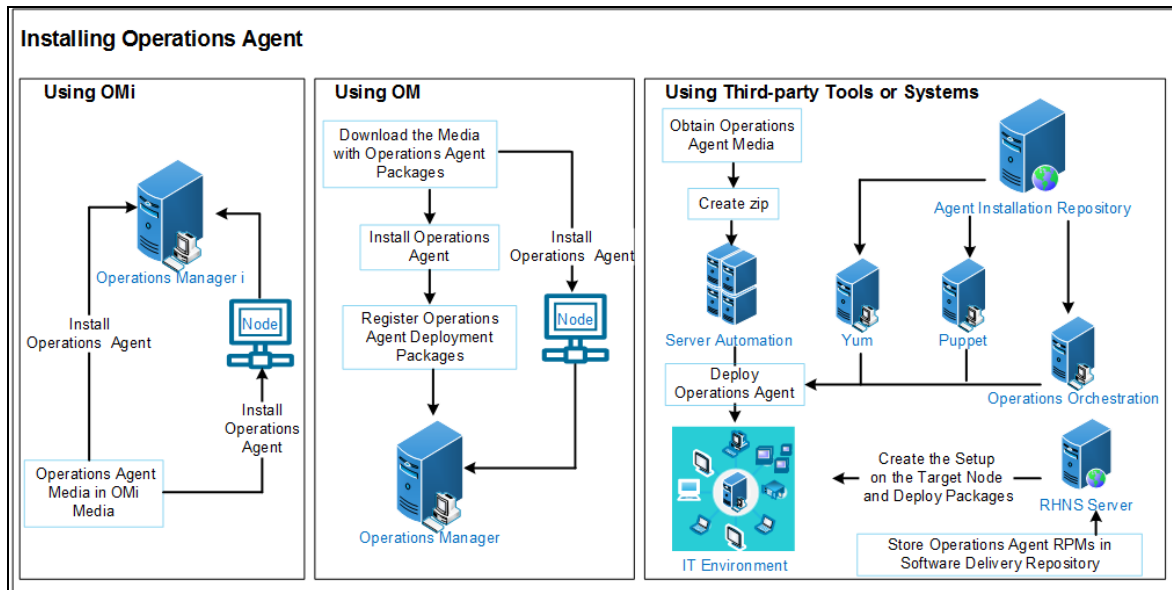 Installing Operations Agent
Using OMi
Operations Manager i
Install
Operations Agent
Node
Install
Operations
Agent
Operations Agent
Media in OMi
Media
Using OM
Download the Media
with Operations Agent
Packages
Install Operations
Agent
Install
Operations Agent
Register Operations
Agent Deployment
Packages
Node
Operations Manager
Using Third-party Tools or Systems
Obtain Operations
Agent Media
Create zip
Agent Installation Repository
Server Automation
Yum
Puppet
Deploy
Operations Agent
Operations Orchestration
Create the Setup
on the Target Node
and Deploy Packages
RHNS Server
IT Environment
Store Operations Agent RPMs in
Software Delivery Repository